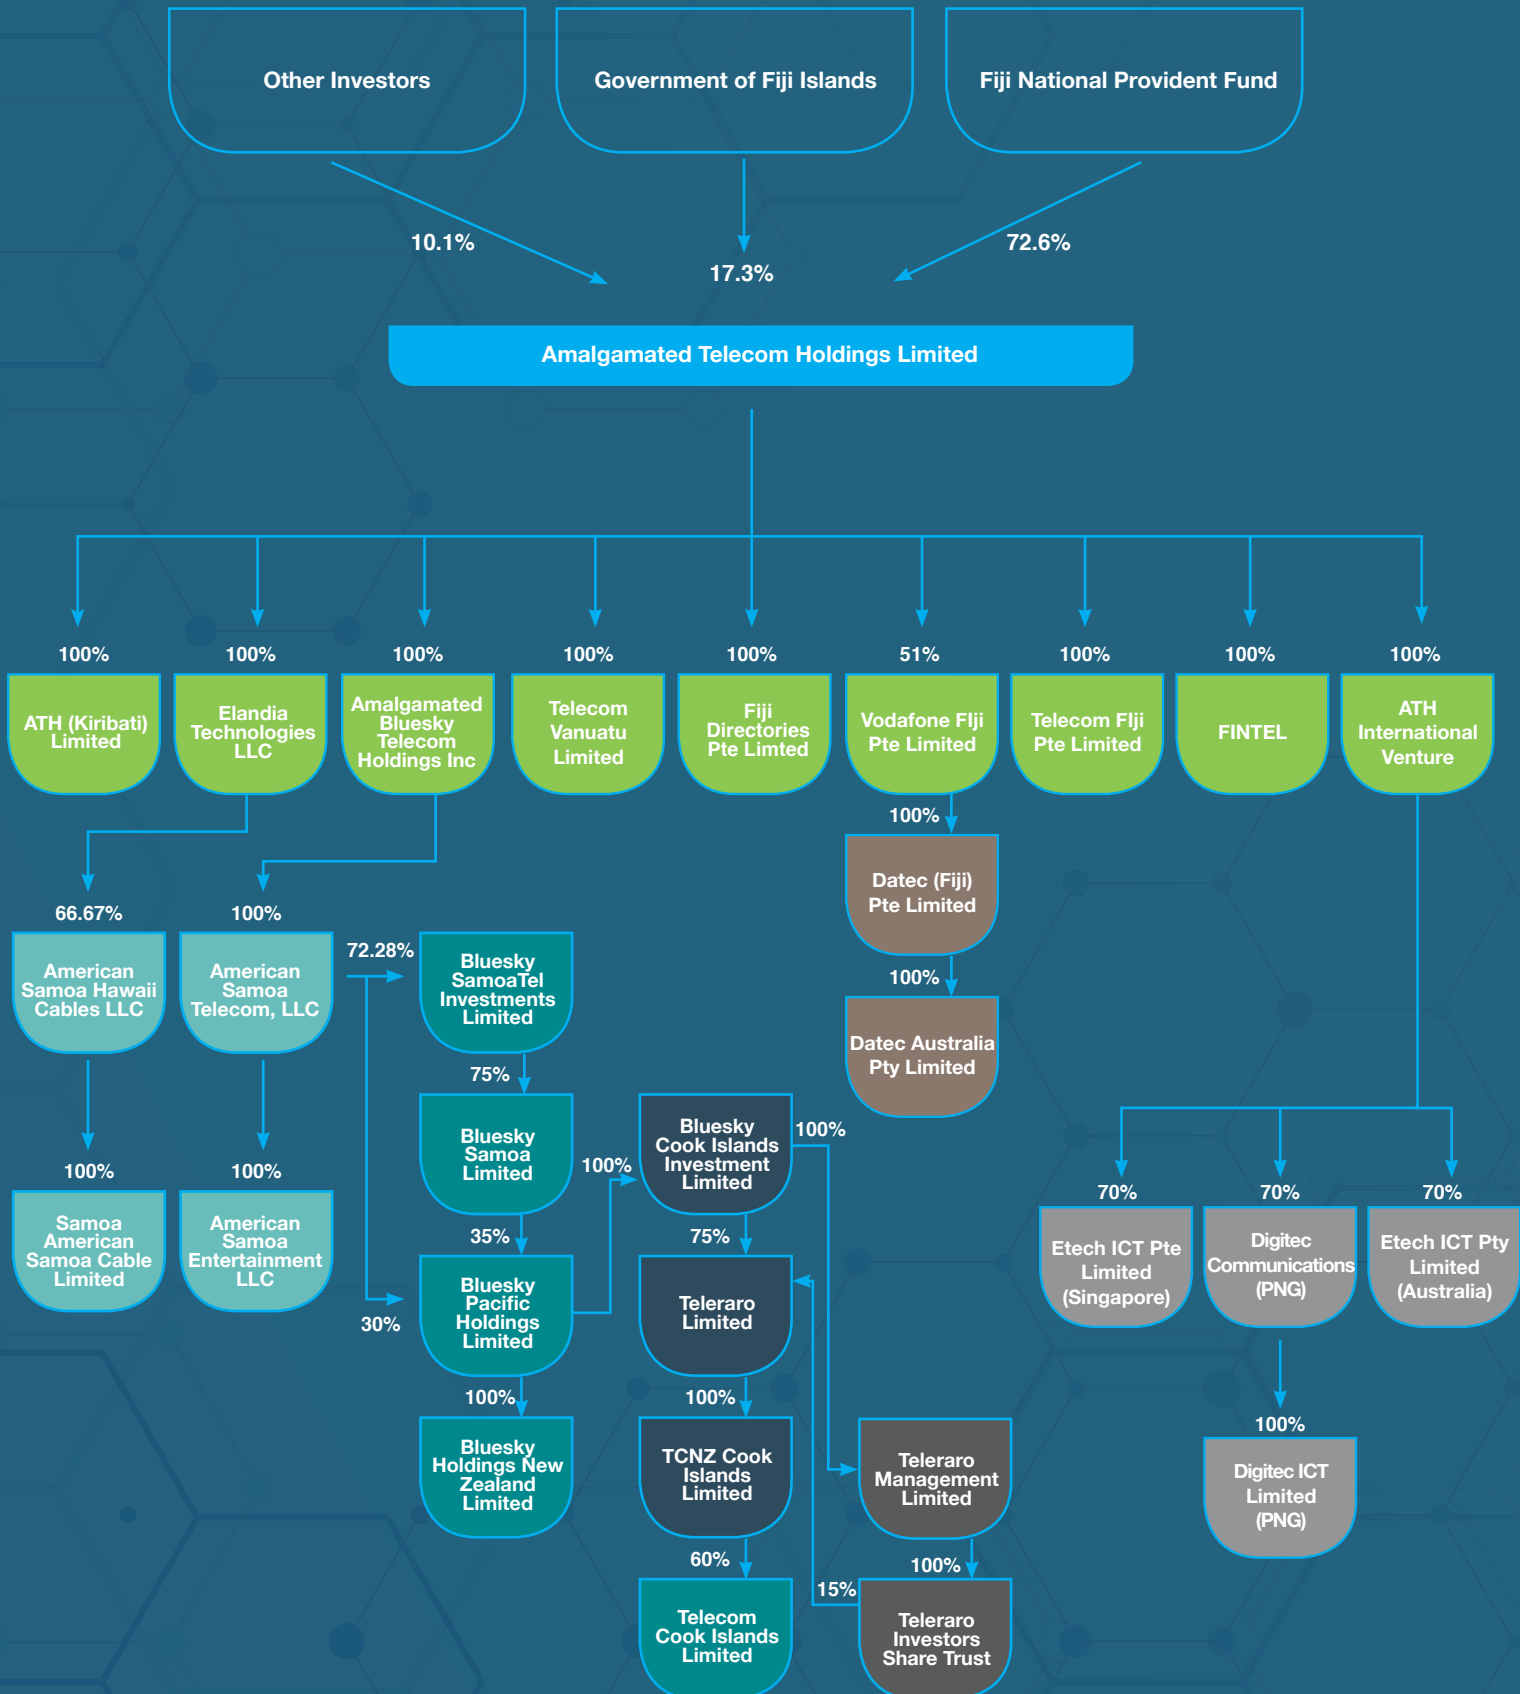 Other Investors
Government of Fiji Islands
Fiji National Provident Fund
10.1%
17.3%
72.6%
Amalgamated Telecom Holdings Limited
100%
100%
100%
100%
100%
51%
100%
100%
100%
ATH (Kiribati)
Limited
Elandia
Technologies
LLC
Amalgamated
Bluesky
Telecom
Holdings Inc
Telecom
Vanuatu
Limited
Fiji
Directories
Pte Limted
Vodafone FIji
Pte Limited
Telecom FIji
Pte Limited
FINTEL
ATH
International
Venture
100%
Datec (Fiji)
Pte Limited
100%
Datec Australia
Pty Limited
66.67%
American
Samoa Hawaii
Cables LLC
100%
Samoa
American
Samoa Cable
Limited
100%
American
Samoa
Telecom, LLC
100%
American
Samoa
Entertainment
LLC
72.28%
30%
Bluesky
SamoaTel
Investments
Limited
75%
Bluesky
Samoa
Limited
35%
Bluesky
Pacific
Holdings
Limited
100%
Bluesky
Holdings New
Zealand
Limited
100%
Bluesky
Cook Islands
Investment
Limited
100%
75%
Teleraro
Limited
100%
TCNZ Cook
Islands
Limited
60%
Telecom
Cook Islands
Limited
Teleraro
Management
Limited
100%
15%
Teleraro
Investors
Share Trust
70%
70%
70%
Etech ICT Pte
Limited
(Singapore)
Digitec
Communications
(PNG)
Etech ICT Pty
Limited
(Australia)
100%
Digitec ICT
Limited
(PNG)